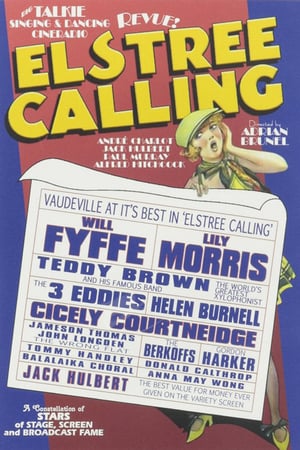 THE TALKIE
SINGING & DANCING
CINERADIO
REVUE!
ELSTREE
CALLING
ANDRÉ CHARLOT
JACK HULBERT
PAUL MURRAY
ALFRED HITCHCOCK
Directed by
ADRIAN
BRUNEL
VAUDEVILLE AT IT'S BEST IN 'ELSTREE CALLING'
WILL FYFFE
LILY MORRIS
TEDDY BROWN
AND HIS FAMOUS BAND
THE WORLD'S
GREATEST
XYLOPHONIST
THE 3 EDDIES HELEN BURNELL
CICELY COURTNEIDGE
JAMESON THOMAS
JOHN LONGDEN
THE WRONG FLAT
TOMMY HANDLEY
BALALAIKA CHORAL
JACK HULBERT
THE BERKOFFS
GORDON HARKER
DONALD CALTHROP
ANNA MAY WONG
THE BEST VALUE FOR MONEY EVER
GIVEN ON THE VARIETY SCREEN
A Constellation of
STARS
OF STAGE, SCREEN
AND BROADCAST FAME